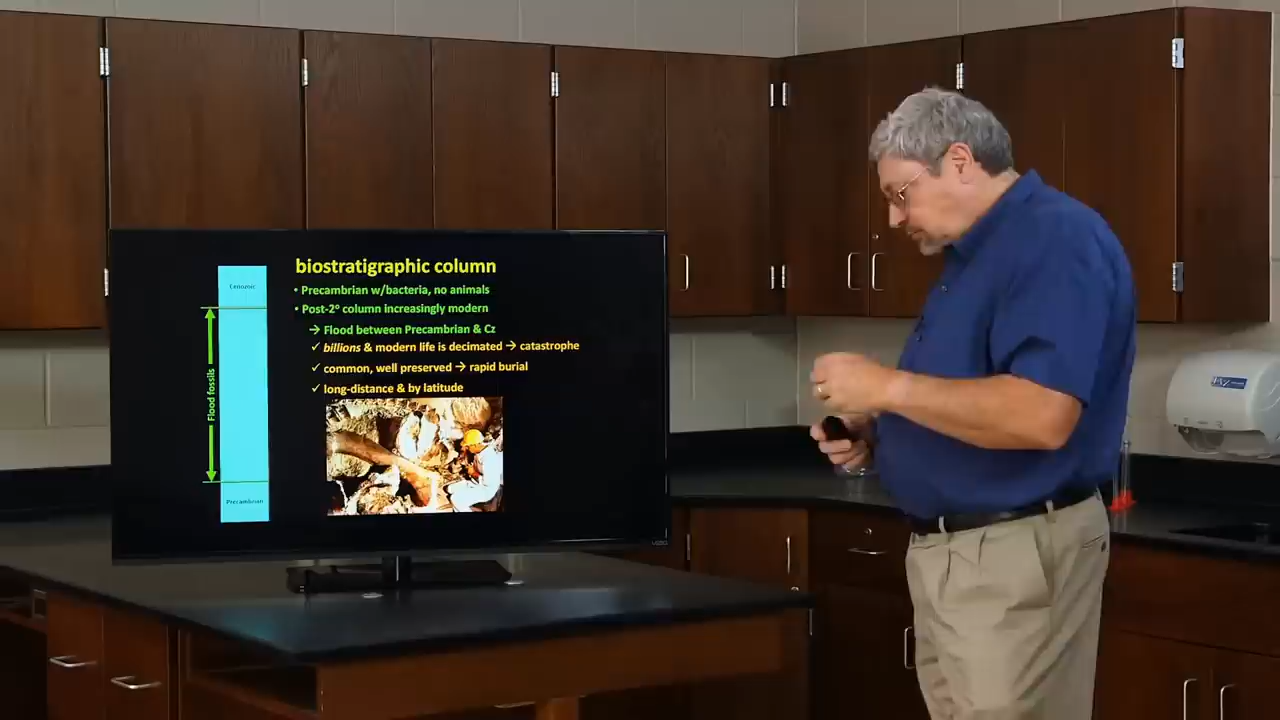 biostratigraphic column
• Precambrian w/bacteria, no animals
• Post-2° column increasingly modern
→ Flood between Precambrian & Cz
✓ billions & modern life is decimated → catastrophe
✓ common, well preserved → rapid burial
✓ long-distance & by latitude
Cenozoic
Flood fossils
Precambrian
VIZIO